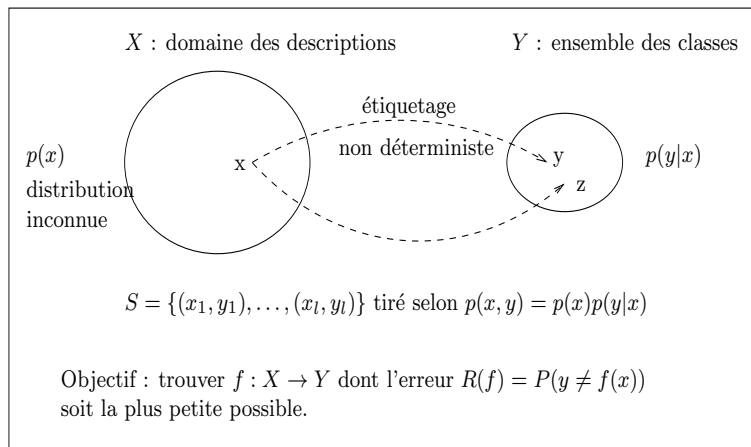 X : domaine des descriptions
Y : ensemble des classes
étiquetage
non déterministe
p(x)
distribution
inconnue
x
y
z
p(y|x)
S = {(x₁, y₁), . . . , (xₗ, yₗ)} tiré selon p(x, y) = p(x)p(y|x)
Objectif : trouver f : X → Y dont l'erreur R(f) = P(y ≠ f(x))
soit la plus petite possible.